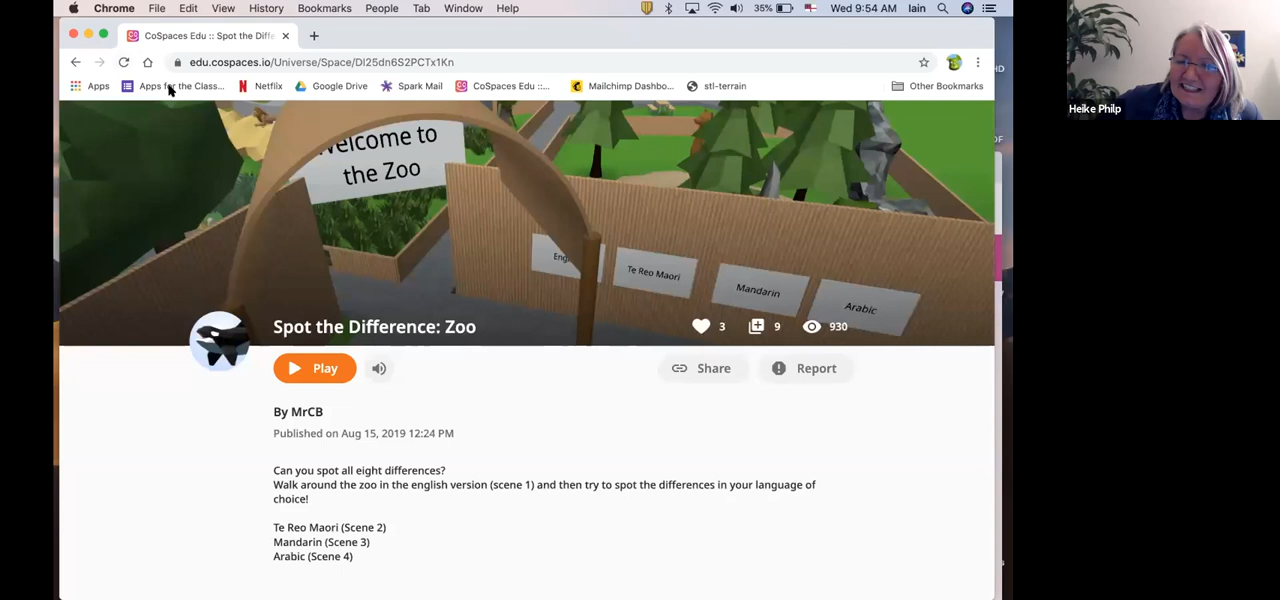 Chrome File Edit View History Bookmarks People Tab Window Help 35% Wed 9:54 AM Iain
CoSpaces Edu :: Spot the Diffe
edu.cospaces.io/Universe/Space/Dl25dn6S2PCTx1Kn
Apps Apps for the Class... Netflix Google Drive Spark Mail CoSpaces Edu ::... Mailchimp Dashbo... stl-terrain Other Bookmarks
Heike Philp
Welcome to
the Zoo
Te Reo Maori
Mandarin
Arabic
Spot the Difference: Zoo 3 9 930
Play Share Report
By MrCB
Published on Aug 15, 2019 12:24 PM
Can you spot all eight differences?
Walk around the zoo in the english version (scene 1) and then try to spot the differences in your language of
choice!
Te Reo Maori (Scene 2)
Mandarin (Scene 3)
Arabic (Scene 4)